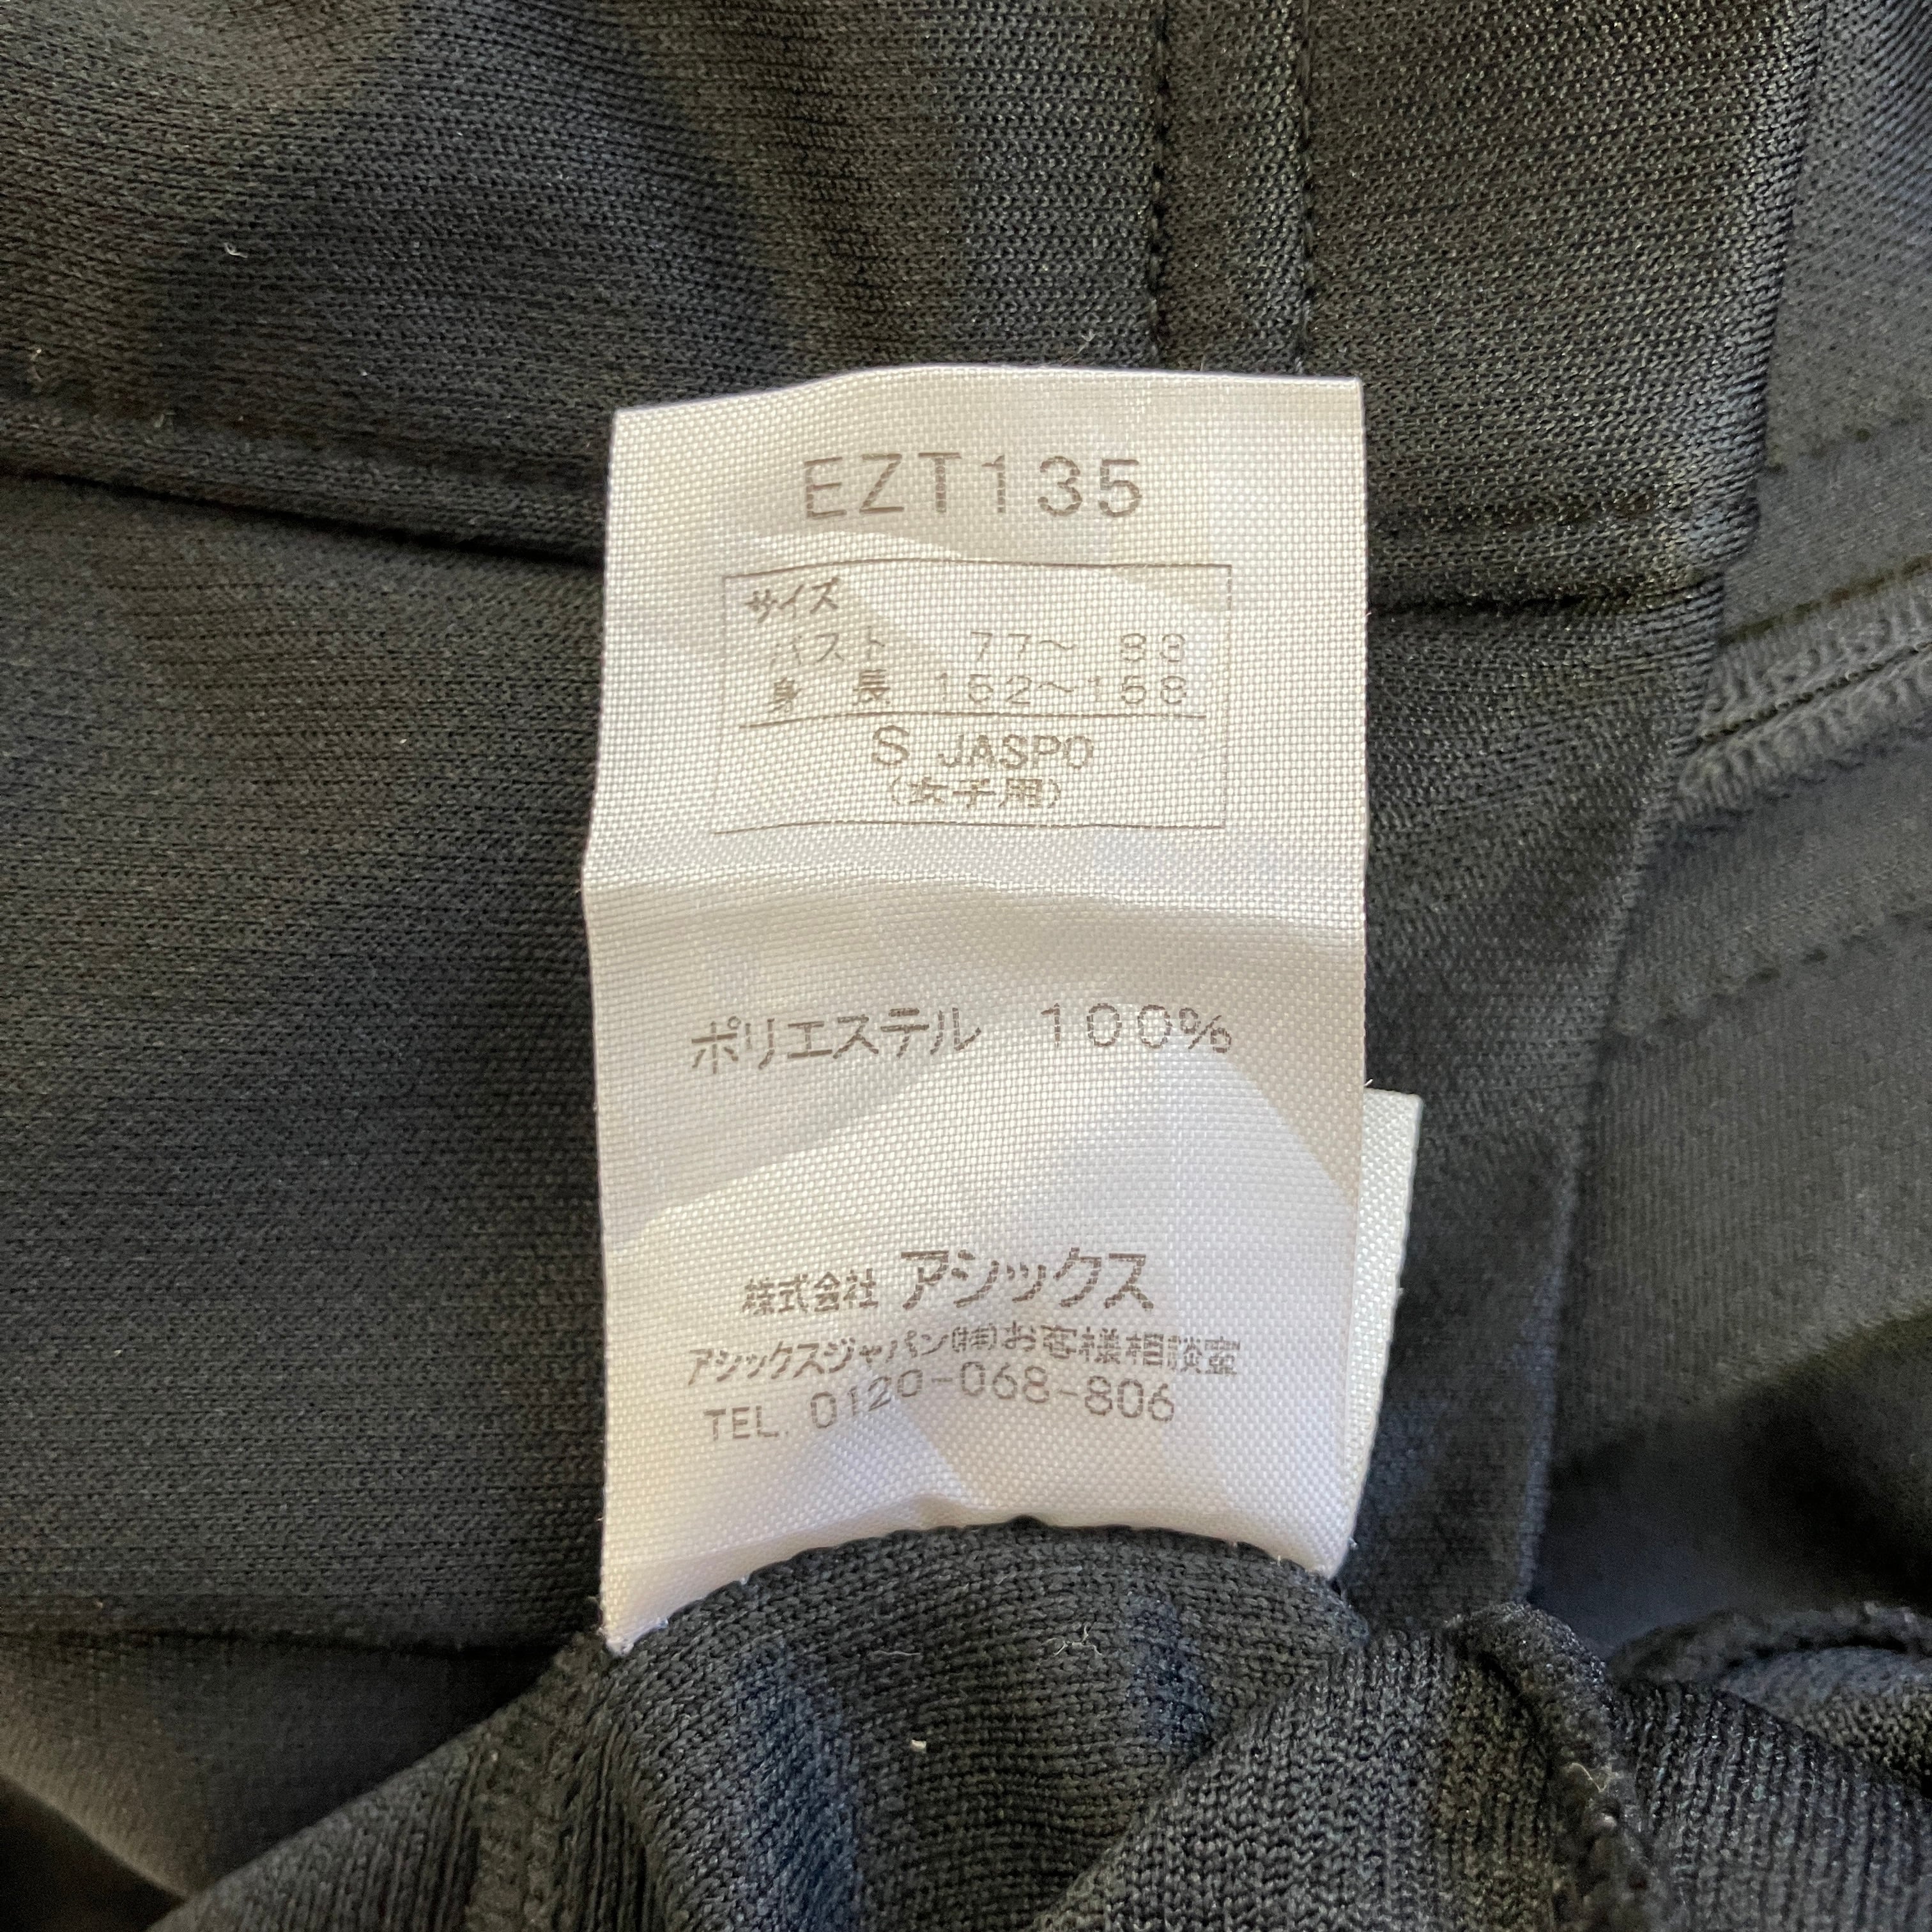 EZT135
サイズ
バスト 77～ 83
身 長 152～158
S JASPO
(女子用)
ポリエステル 100%
株式会社 アシックス
アシックスジャパン㈱お客様相談室
TEL. 0120-068-806